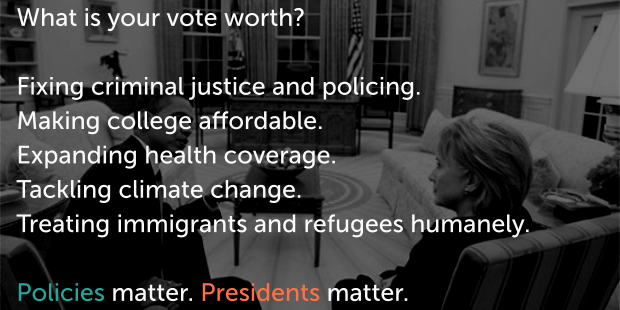 What is your vote worth?
Fixing criminal justice and policing.
Making college affordable.
Expanding health coverage.
Tackling climate change.
Treating immigrants and refugees humanely.
Policies matter. Presidents matter.